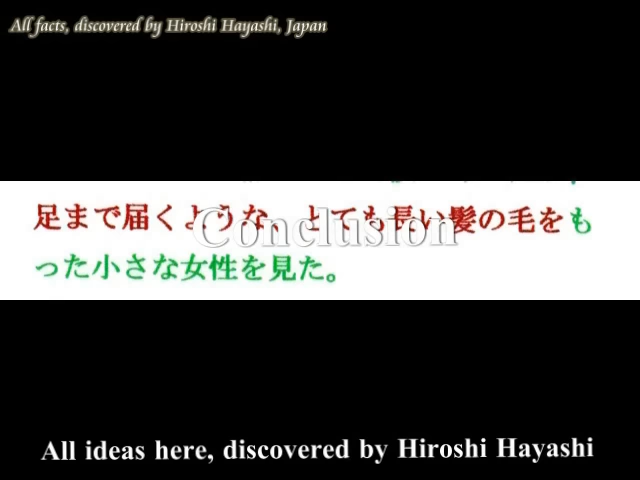 All facts, discovered by Hiroshi Hayashi, Japan
足まで届くような、とても長い髪の毛をも
Conclusion
った小さな女性を見た。
All ideas here, discovered by Hiroshi Hayashi